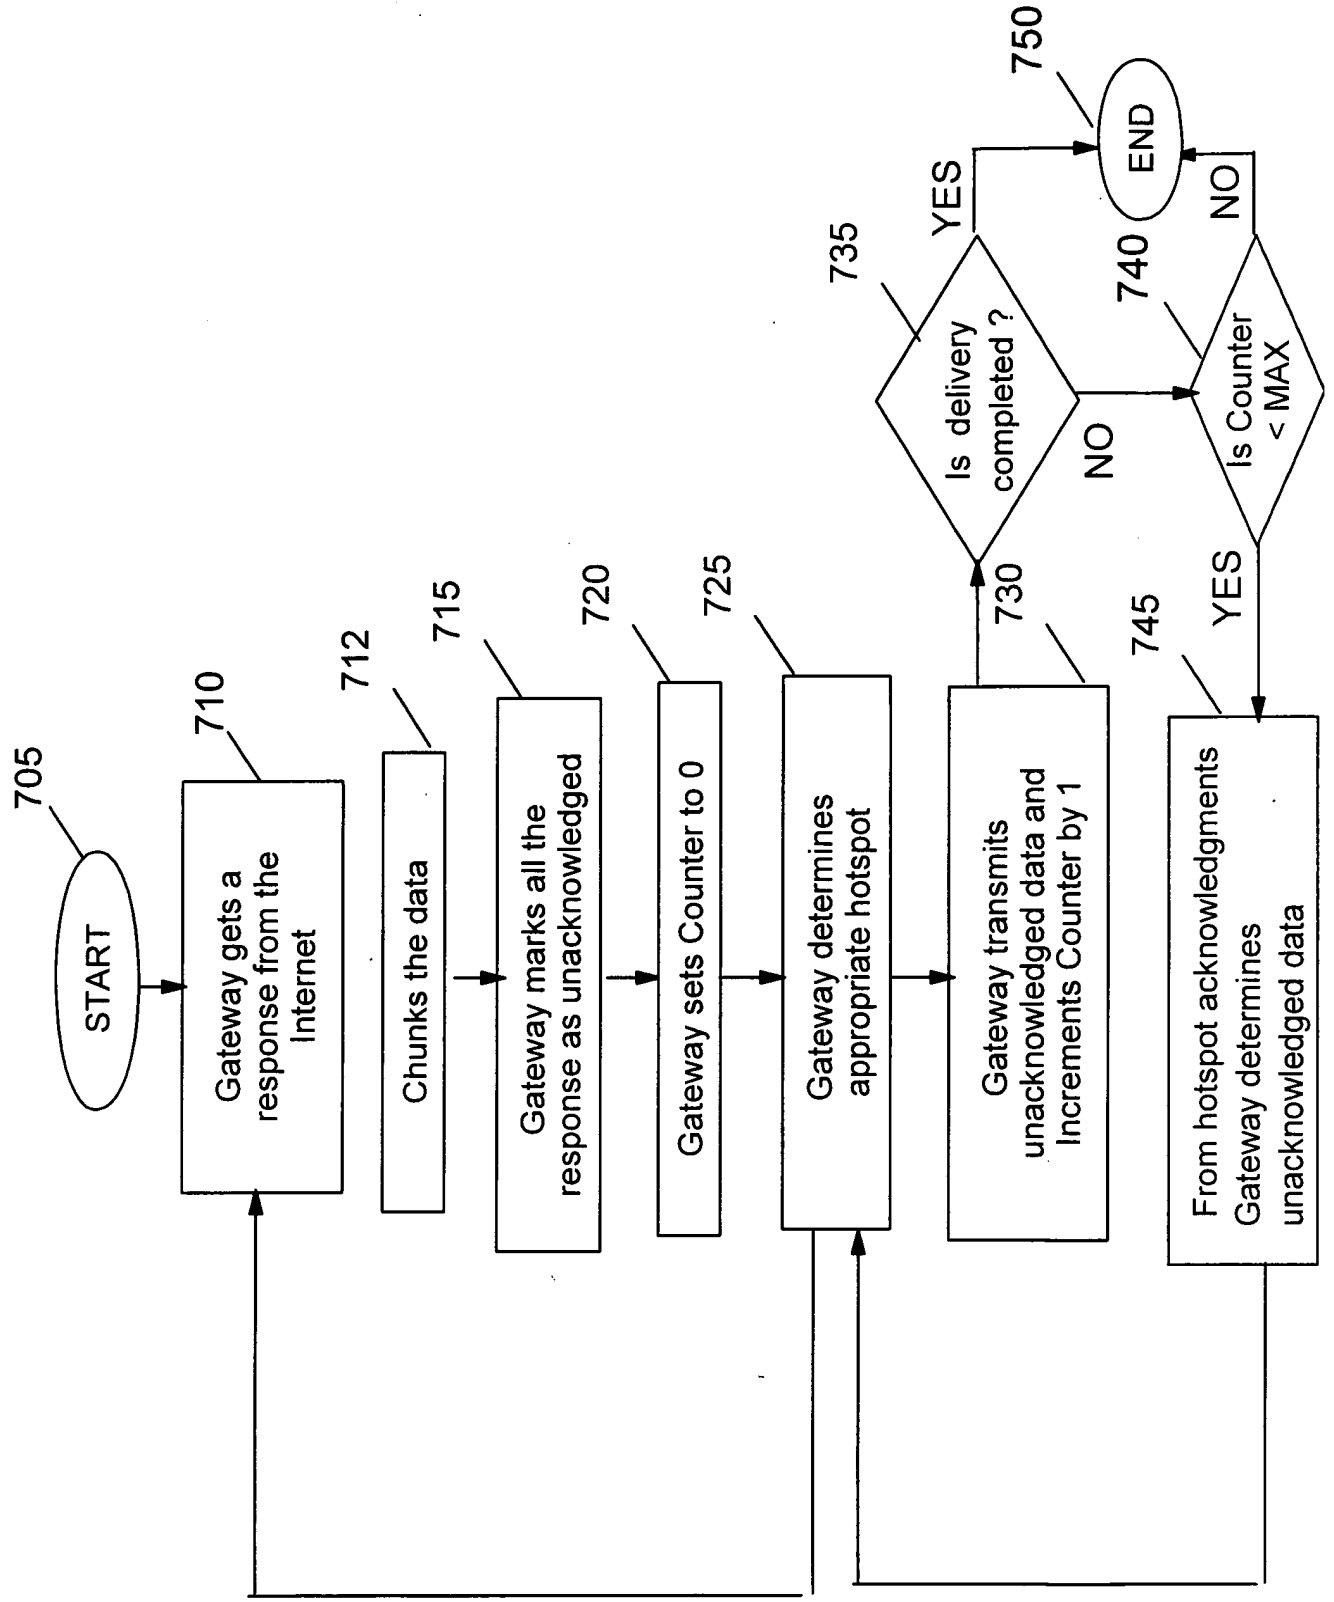 705
START
710
Gateway gets a
response from the
Internet
712
Chunks the data
715
Gateway marks all the
response as unacknowledged
720
Gateway sets Counter to 0
725
Gateway determines
appropriate hotspot
730
Gateway transmits
unacknowledged data and
Increments Counter by 1
735
Is delivery
completed ?
YES
NO
740
Is Counter
< MAX
YES
NO
745
From hotspot acknowledgments
Gateway determines
unacknowledged data
750
END